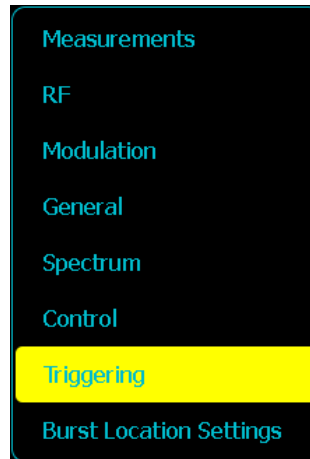 Measurements
RF
Modulation
General
Spectrum
Control
Triggering
Burst Location Settings